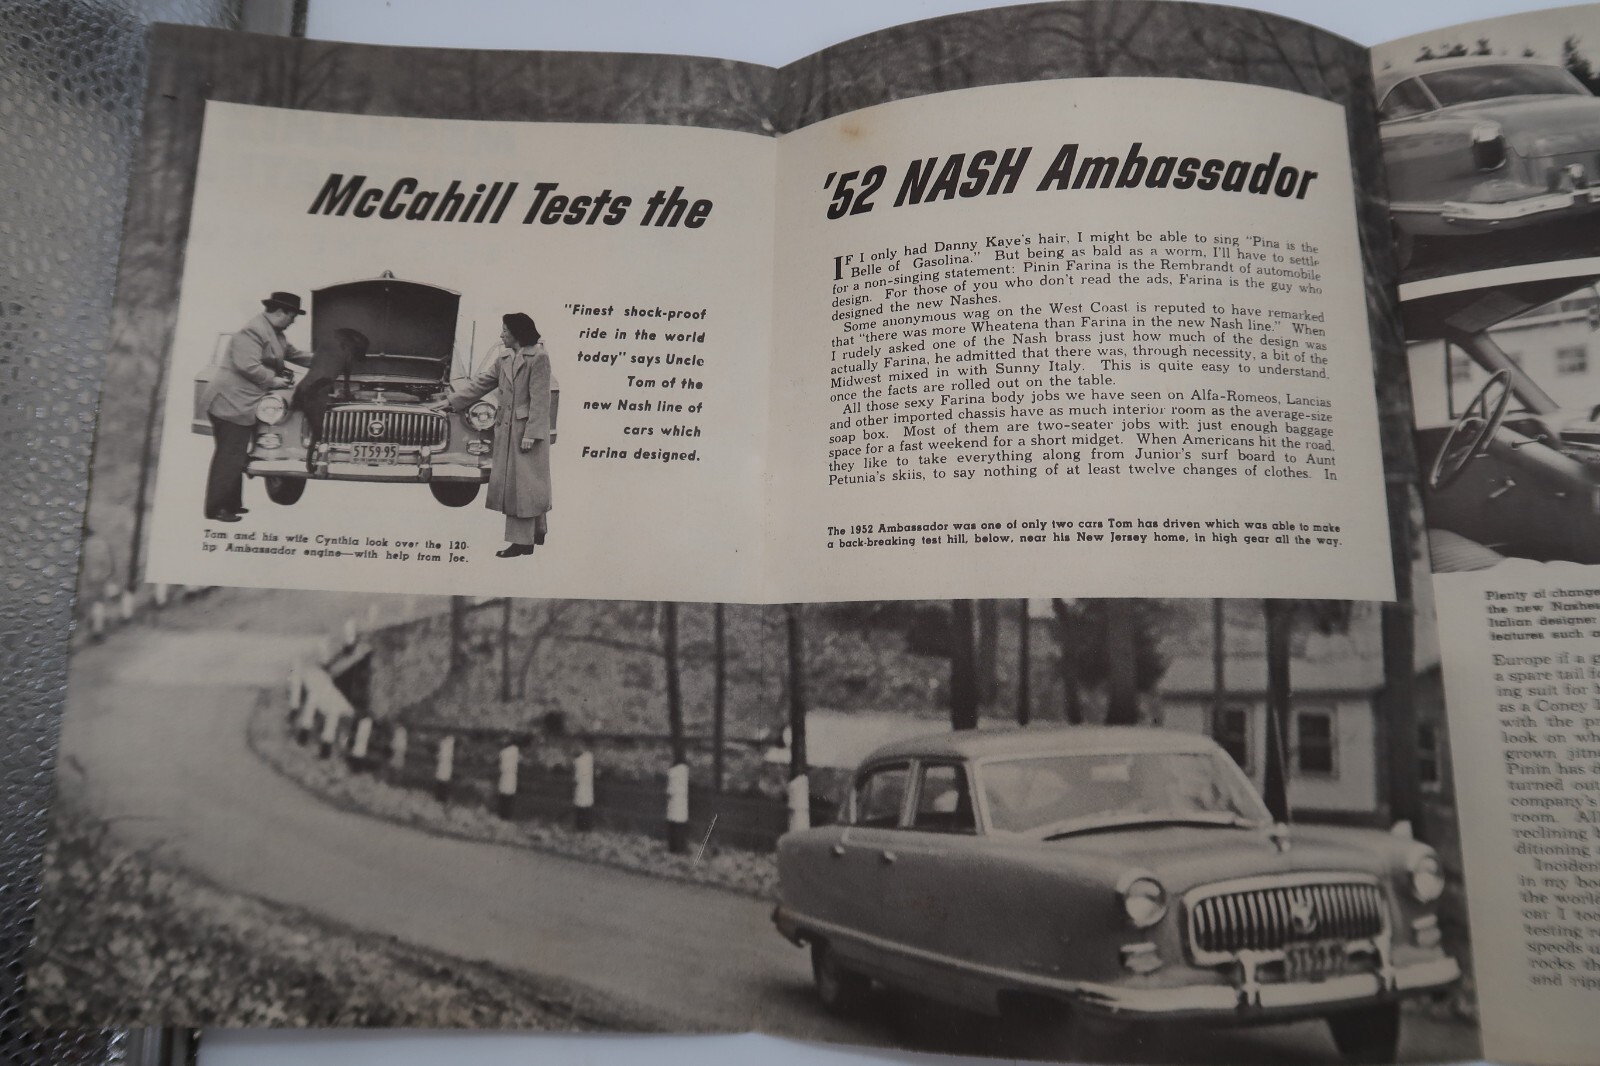 McCahill Tests the
"Finest shock-proof
ride in the world
today" says Uncle
Tom of the
new Nash line of
cars which
Farina designed.
ST59-95
Tom and his wife Cynthia look over the 120-
hp Ambassador engine—with help from Joe.
'52 NASH Ambassador
IF I only had Danny Kaye's hair, I might be able to sing "Pina is the
Belle of Gasolina." But being as bald as a worm, I'll have to settle
for a non-singing statement: Pinin Farina is the Rembrandt of automobile
design. For those of you who don't read the ads, Farina is the guy who
designed the new Nashes.
Some anonymous wag on the West Coast is reputed to have remarked
that "there was more Wheatena than Farina in the new Nash line." When
I rudely asked one of the Nash brass just how much of the design was
actually Farina, he admitted that there was, through necessity, a bit of the
Midwest mixed in with Sunny Italy. This is quite easy to understand,
once the facts are rolled out on the table.
All those sexy Farina body jobs we have seen on Alfa-Romeos, Lancias
and other imported chassis have as much interior room as the average-size
soap box. Most of them are two-seater jobs with just enough baggage
space for a fast weekend for a short midget. When Americans hit the road,
they like to take everything along from Junior's surf board to Aunt
Petunia's skiis, to say nothing of at least twelve changes of clothes. In
The 1952 Ambassador was one of only two cars Tom has driven which was able to make
a back-breaking test hill, below, near his New Jersey home, in high gear all the way.
Plenty of change
the new Nashes
Italian designer
features such
Europe if a
a spare tail
ing suit for
as a Coney
with the
look on
grown
Pinin has
turned out
company's
room.
reclining
ditioning
in my
the world
car I
testing
speeds
rocks
and